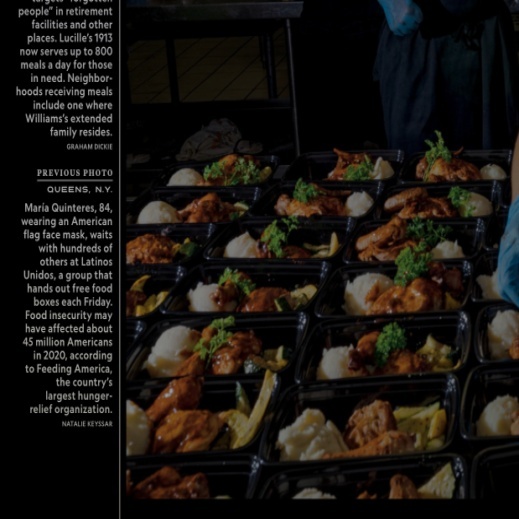 targets "forgotten
people" in retirement
facilities and other
places. Lucille's 1913
now serves up to 800
meals a day for those
in need. Neighbor-
hoods receiving meals
include one where
Williams's extended
family resides.
GRAHAM DICKIE
PREVIOUS PHOTO
QUEENS, N.Y.
María Quinteres, 84,
wearing an American
flag face mask, waits
with hundreds of
others at Latinos
Unidos, a group that
hands out free food
boxes each Friday.
Food insecurity may
have affected about
45 million Americans
in 2020, according
to Feeding America,
the country's
largest hunger-
relief organization.
NATALIE KEYSSAR